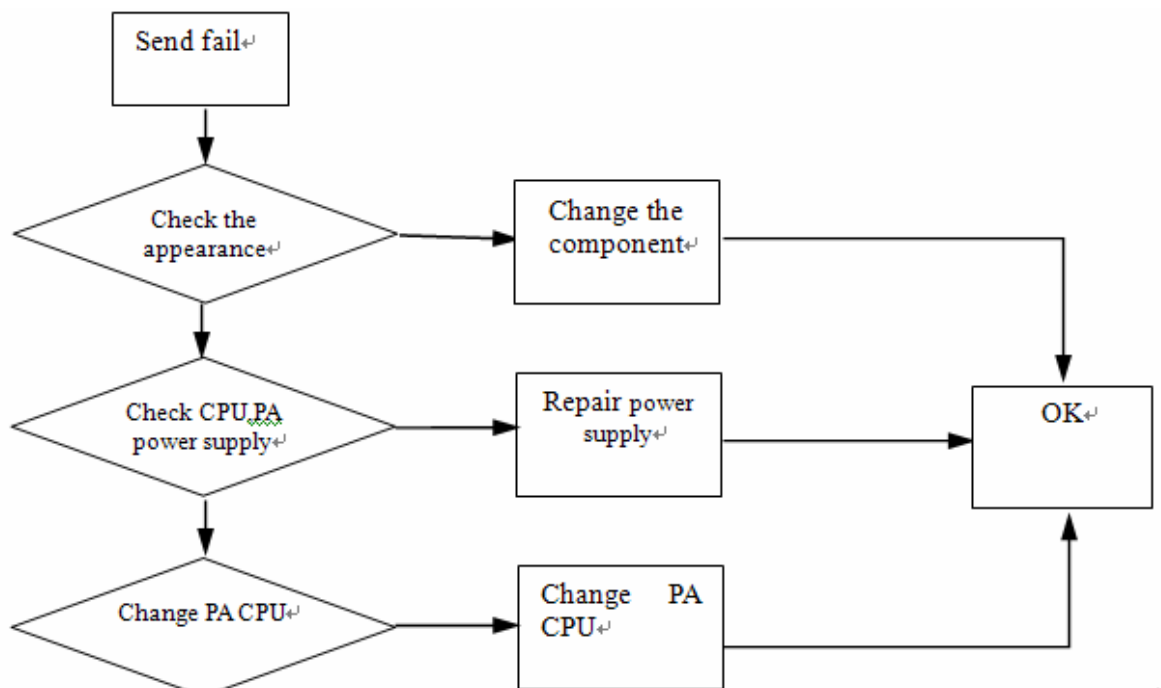 Send fail
Check the
appearance
Change the
component
Check CPU,PA
power supply
Repair power
supply
OK
Change PA CPU
Change PA
CPU